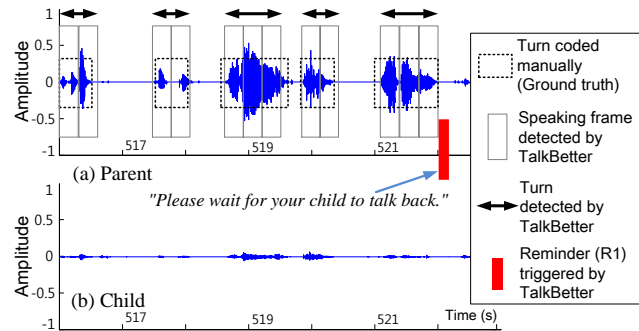 Amplitude
1
0.5
0
-0.5
-1
517
519
521
(a) Parent
"Please wait for your child to talk back."
Amplitude
1
0.5
0
-0.5
-1
517
519
521
Time (s)
(b) Child
Turn coded
manually
(Ground truth)
Speaking frame
detected by
TalkBetter
Turn
detected by
TalkBetter
Reminder (R1)
triggered by
TalkBetter